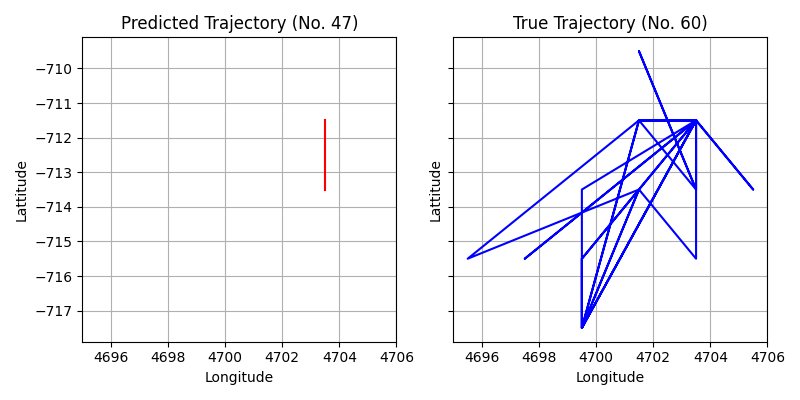 Predicted Trajectory (No. 47)
True Trajectory (No. 60)
−710
−711
−712
−713
−714
−715
−716
−717
Lattitude
Lattitude
4696 4698 4700 4702 4704 4706
4696 4698 4700 4702 4704 4706
Longitude
Longitude